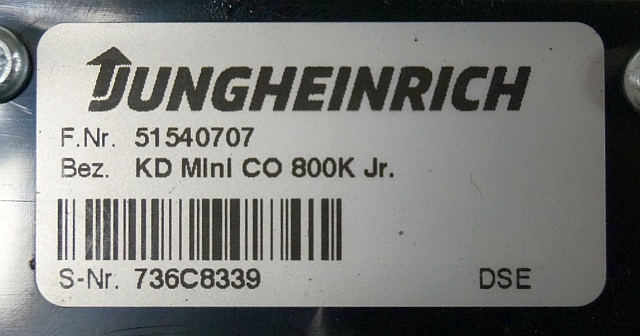 JUNGHEINRICH
F.Nr. 51540707
Bez. KD Mini CO 800K Jr.
S-Nr. 736C8339 DSE